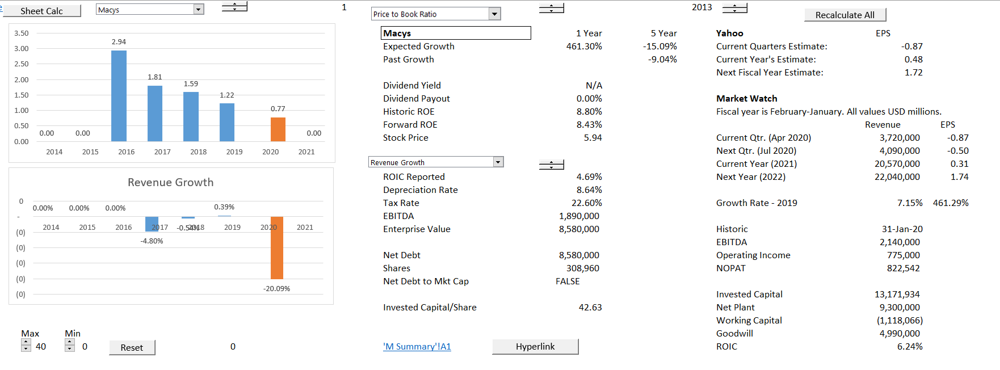 e
Sheet Calc
Macys
1
Price to Book Ratio
2013
Recalculate All
3.50
3.00
2.50
2.00
1.50
1.00
0.50
0.00
0.00
0.00
2.94
1.81
1.59
1.22
0.77
0.00
2014 2015 2016 2017 2018 2019 2020 2021
Revenue Growth
0
-
(0)
(0)
(0)
(0)
(0)
0.00%
0.00%
0.00%
-4.80%
-0.54%
0.39%
-20.09%
2014 2015 2016 2017 2018 2019 2020 2021
Max Min
40 0
Reset
0
Macys 1 Year 5 Year
Expected Growth 461.30% -15.09%
Past Growth -9.04%
Dividend Yield N/A
Dividend Payout 0.00%
Historic ROE 8.80%
Forward ROE 8.43%
Stock Price 5.94
Revenue Growth
ROIC Reported 4.69%
Depreciation Rate 8.64%
Tax Rate 22.60%
EBITDA 1,890,000
Enterprise Value 8,580,000
Net Debt 8,580,000
Shares 308,960
Net Debt to Mkt Cap FALSE
Invested Capital/Share 42.63
'M Summary'!A1
Hyperlink
Yahoo EPS
Current Quarters Estimate: -0.87
Current Year's Estimate: 0.48
Next Fiscal Year Estimate: 1.72
Market Watch
Fiscal year is February-January. All values USD millions.
Revenue EPS
Current Qtr. (Apr 2020) 3,720,000 -0.87
Next Qtr. (Jul 2020) 4,090,000 -0.50
Current Year (2021) 20,570,000 0.31
Next Year (2022) 22,040,000 1.74
Growth Rate - 2019 7.15% 461.29%
Historic 31-Jan-20
EBITDA 2,140,000
Operating Income 775,000
NOPAT 822,542
Invested Capital 13,171,934
Net Plant 9,300,000
Working Capital (1,118,066)
Goodwill 4,990,000
ROIC 6.24%